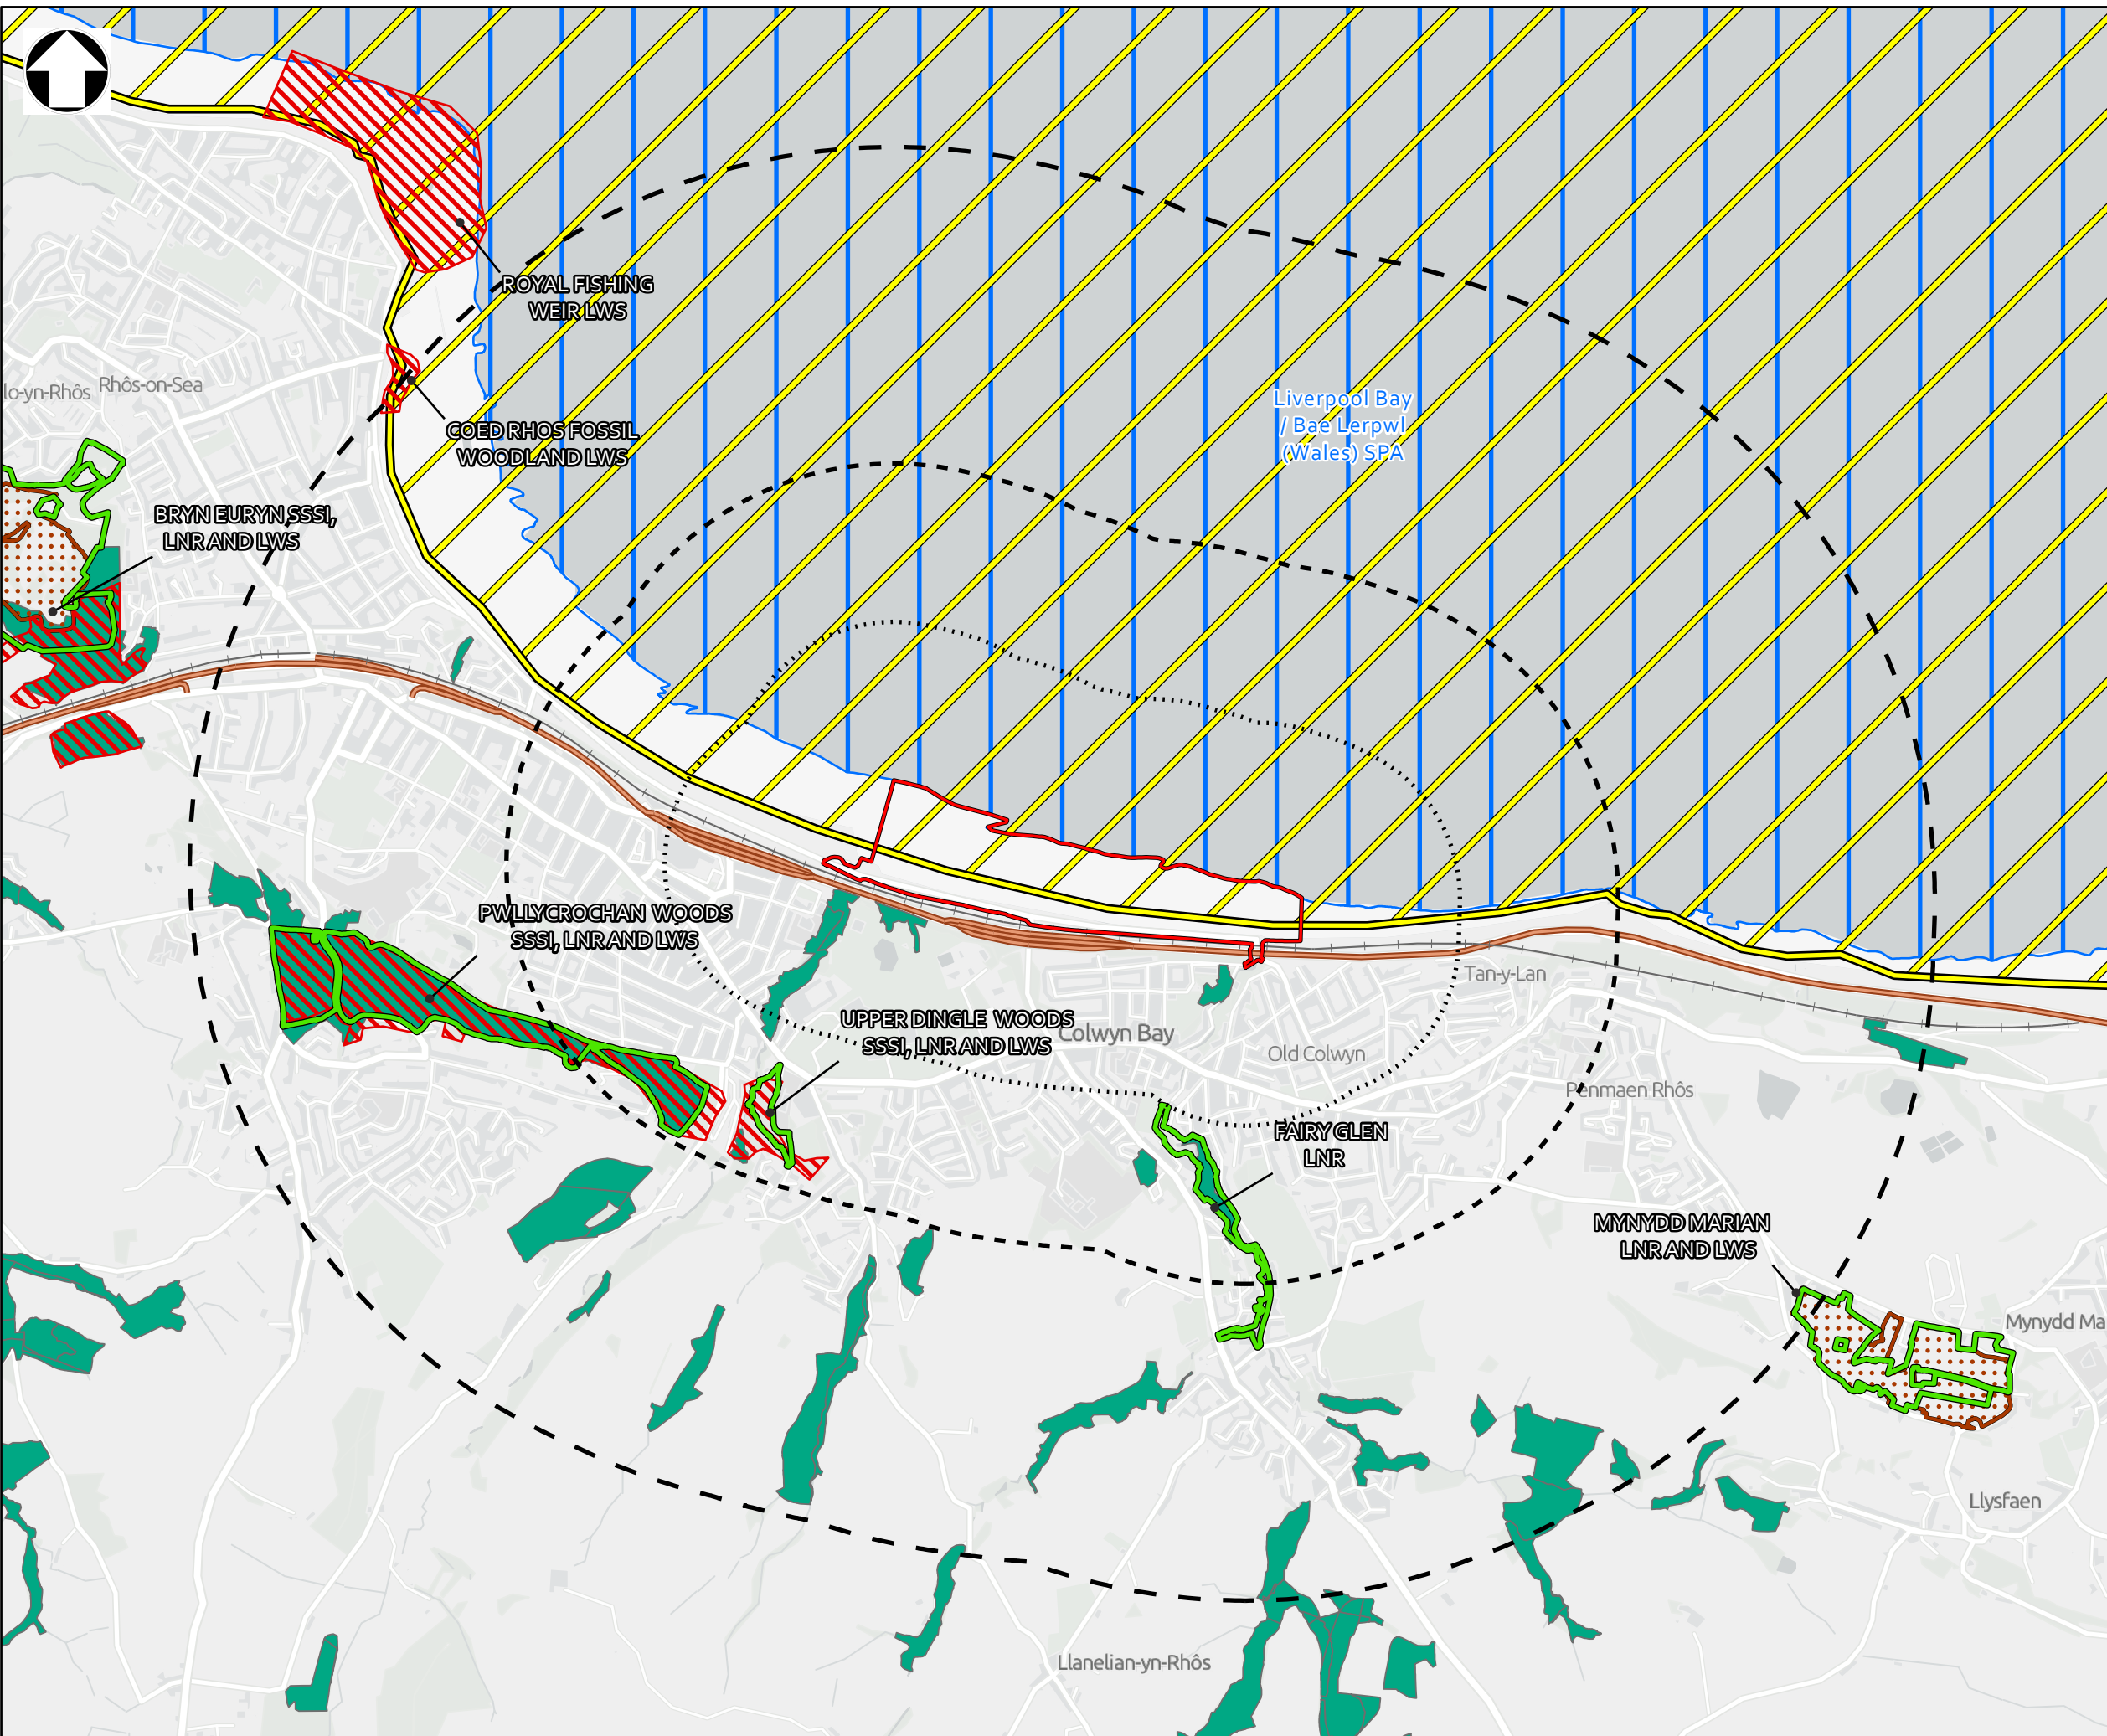 ROYAL FISHING
WEIR LWS
lo-yn-Rhôs
Rhôs-on-Sea
Liverpool Bay
/ Bae Lerpwl
(Wales) SPA
COED RHOS FOSSIL
WOODLAND LWS
BRYN EURYN SSSI,
LNR AND LWS
PWLLYCROCHAN WOODS
SSSI, LNR AND LWS
Tan-y-Lan
UPPER DINGLE WOODS
SSSI, LNR AND LWS
Colwyn Bay
Old Colwyn
Penmaen Rhôs
FAIRY GLEN
LNR
MYNYDD MARIAN
LNR AND LWS
Mynydd Ma
Llysfaen
Llanelian-yn-Rhôs